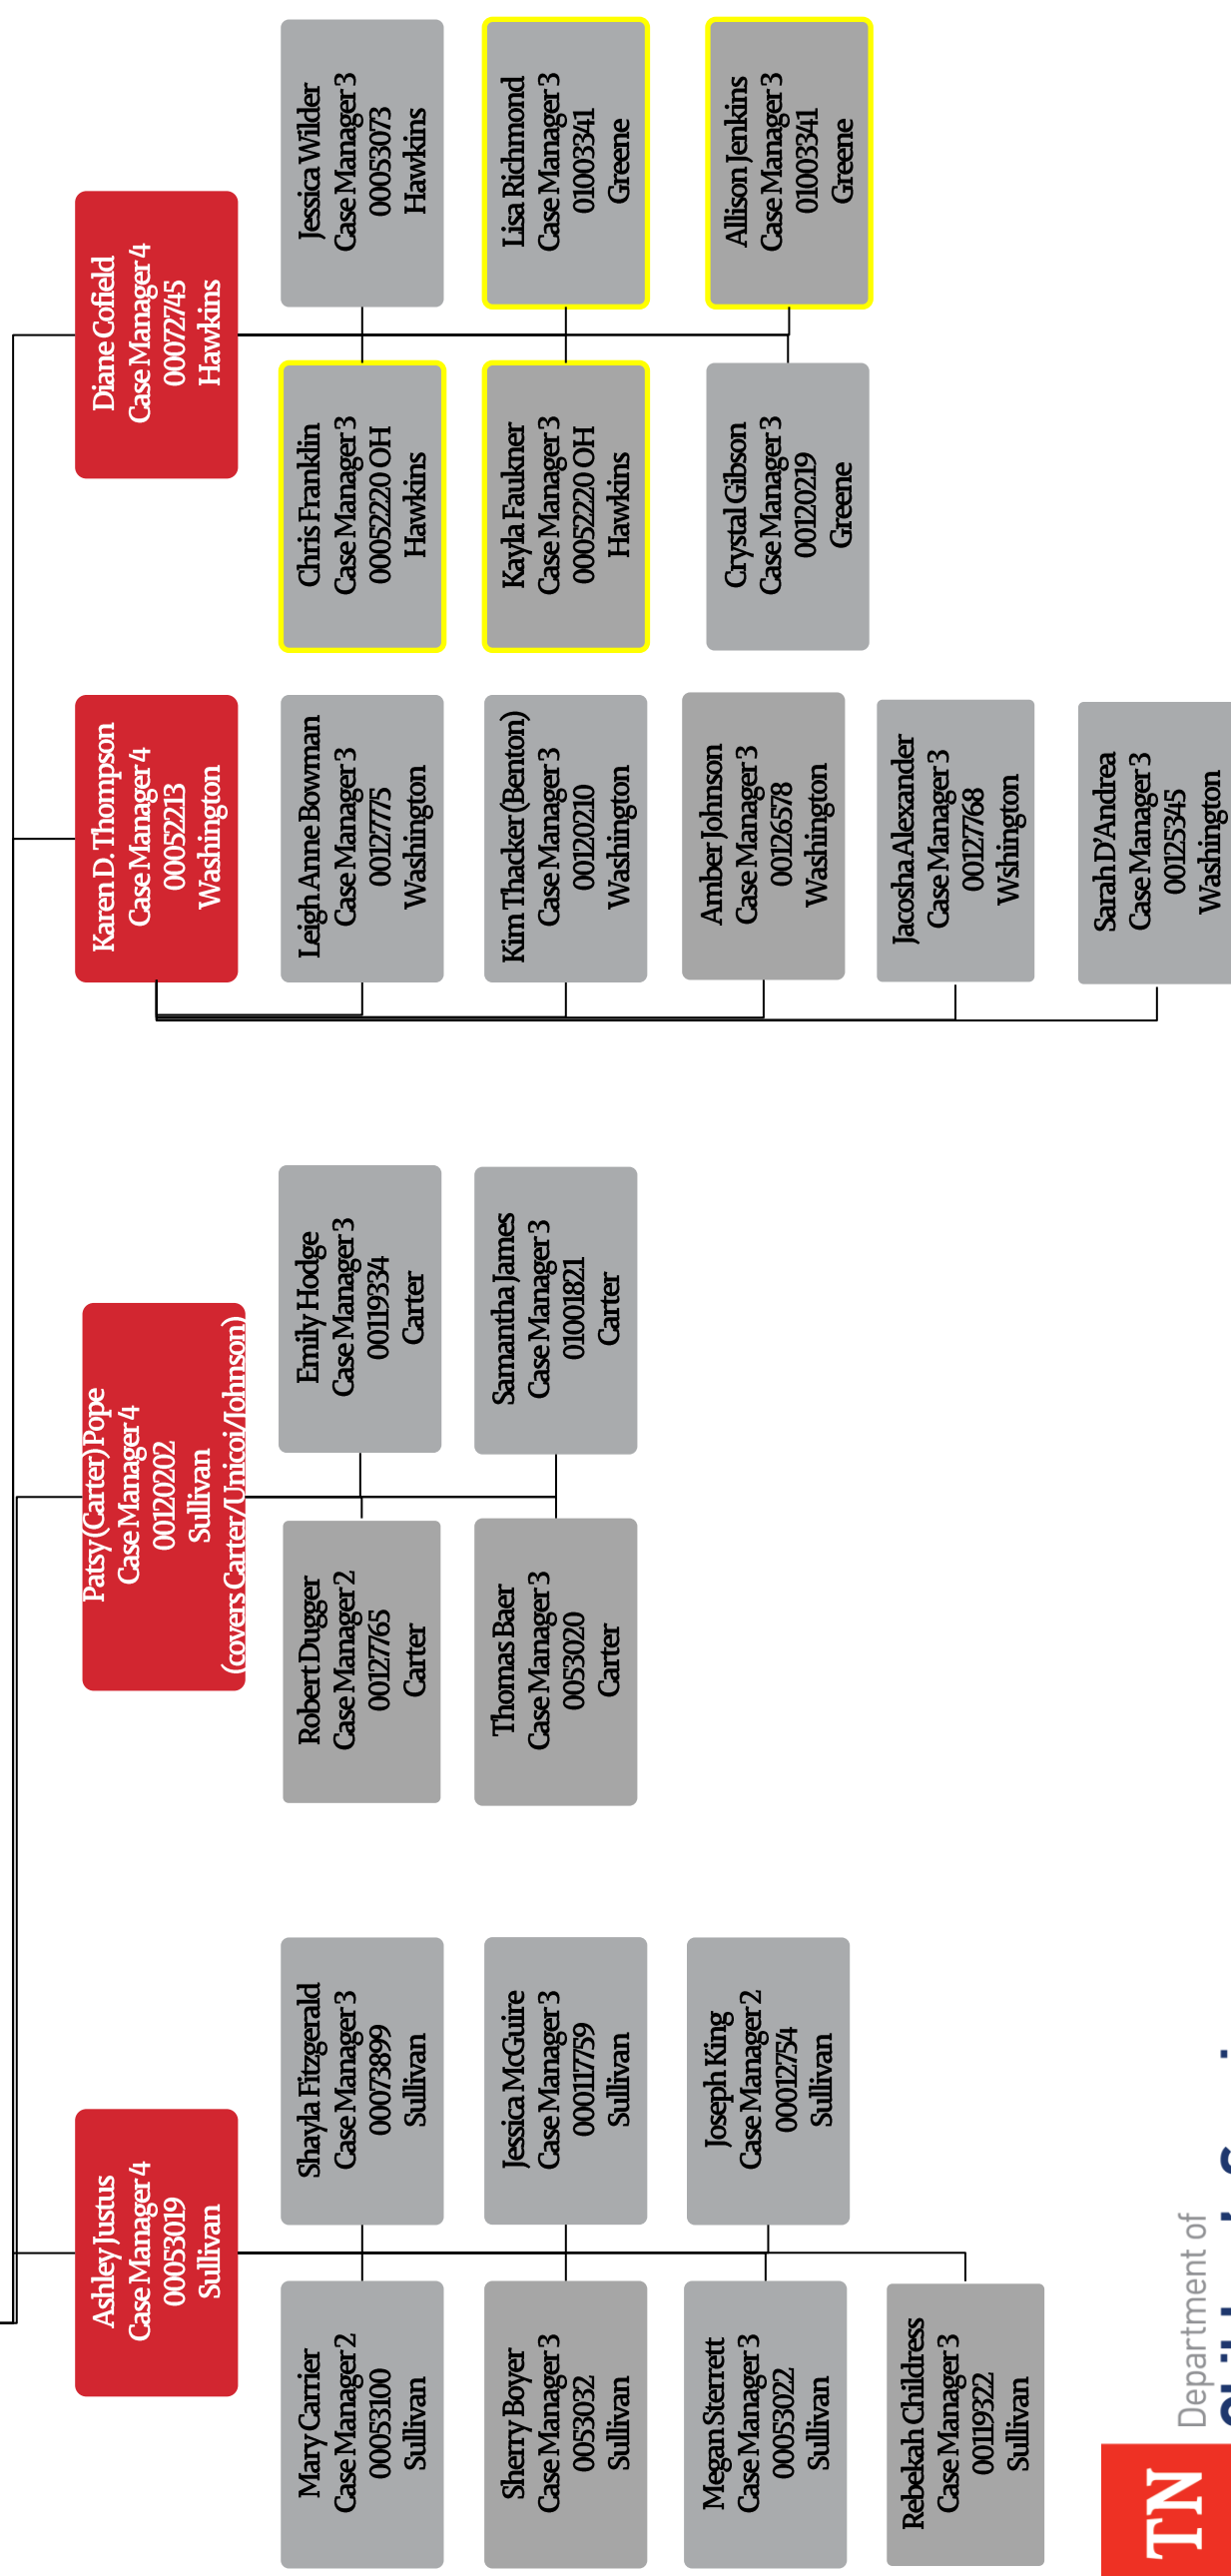 Ashley Justus
Case Manager 4
00053019
Sullivan
Mary Carrier
Case Manager 2
00053100
Sullivan
Shayla Fitzgerald
Case Manager 3
00073899
Sullivan
Sherry Boyer
Case Manager 3
0053032
Sullivan
Jessica McGuire
Case Manager 3
000117759
Sullivan
Megan Sterrett
Case Manager 3
00053022
Sullivan
Joseph King
Case Manager 2
00012754
Sullivan
Rebekah Childress
Case Manager 3
00119322
Sullivan
Patsy (Carter) Pope
Case Manager 4
00120202
Sullivan
(covers Carter/Unicoi/Johnson)
Robert Dugger
Case Manager 2
00127765
Carter
Emily Hodge
Case Manager 3
00119334
Carter
Thomas Baer
Case Manager 3
0053020
Carter
Samantha James
Case Manager 3
01001821
Carter
Karen D. Thompson
Case Manager 4
00052213
Washington
Leigh Anne Bowman
Case Manager 3
00127775
Washington
Kim Thacker (Benton)
Case Manager 3
00120210
Washington
Amber Johnson
Case Manager 3
00126578
Washington
Jacosha Alexander
Case Manager 3
00127768
Wshington
Sarah D'Andrea
Case Manager 3
00125345
Washington
Diane Cofield
Case Manager 4
00072745
Hawkins
Chris Franklin
Case Manager 3
00052220 OH
Hawkins
Jessica Wilder
Case Manager 3
00053073
Hawkins
Kayla Faukner
Case Manager 3
00052220 OH
Hawkins
Lisa Richmond
Case Manager 3
01003341
Greene
Crystal Gibson
Case Manager 3
00120219
Greene
Allison Jenkins
Case Manager 3
01003341
Greene
TN
Department of